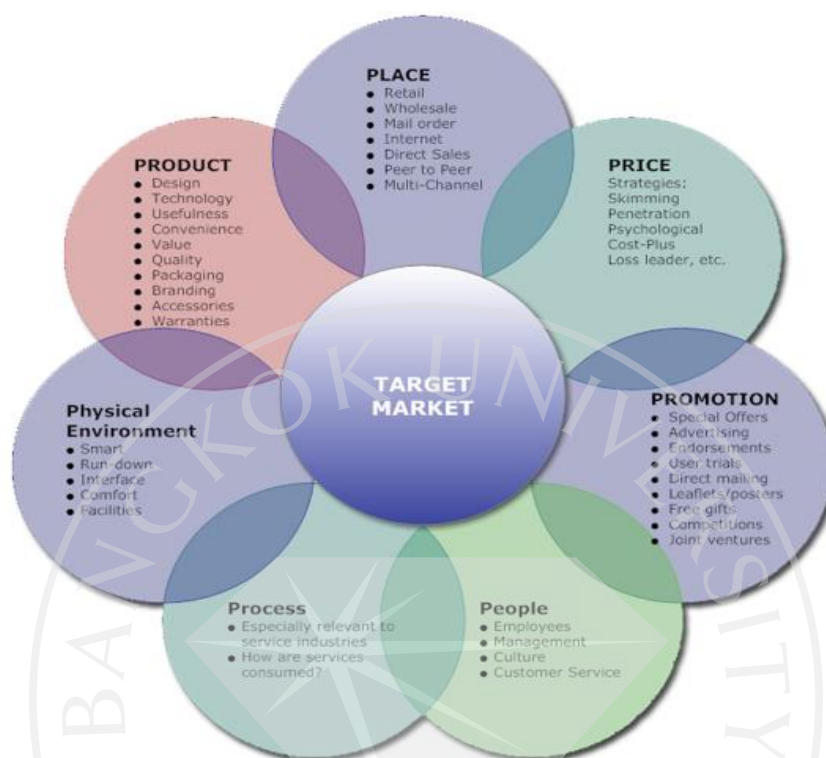 PLACE
● Retail
● Wholesale
● Mail order
● Internet
● Direct Sales
● Peer to Peer
● Multi-Channel
PRODUCT
● Design
● Technology
● Usefulness
● Convenience
● Value
● Quality
● Packaging
● Branding
● Accessories
● Warranties
PRICE
Strategies:
Skimming
Penetration
Psychological
Cost-Plus
Loss leader, etc.
TARGET
MARKET
Physical
Environment
● Smart
● Run-down
● Interface
● Comfort
● Facilities
PROMOTION
● Special Offers
● Advertising
● Endorsements
● User trials
● Direct mailing
● Leaflets/posters
● Free gifts
● Competitions
● Joint ventures
Process
● Especially relevant to
service industries
● How are services
consumed?
People
● Employees
● Management
● Culture
● Customer Service
BANGKOK UNIVERSITY